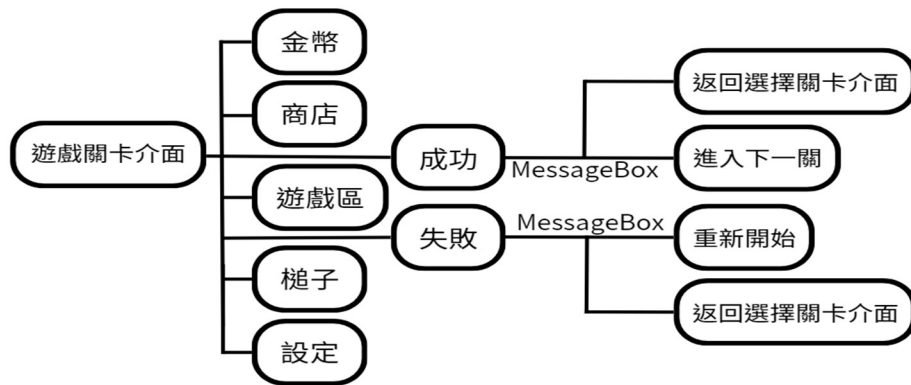 金幣
返回選擇關卡介面
商店
遊戲關卡介面
成功
MessageBox
進入下一關
遊戲區
失敗
MessageBox
重新開始
槌子
返回選擇關卡介面
設定